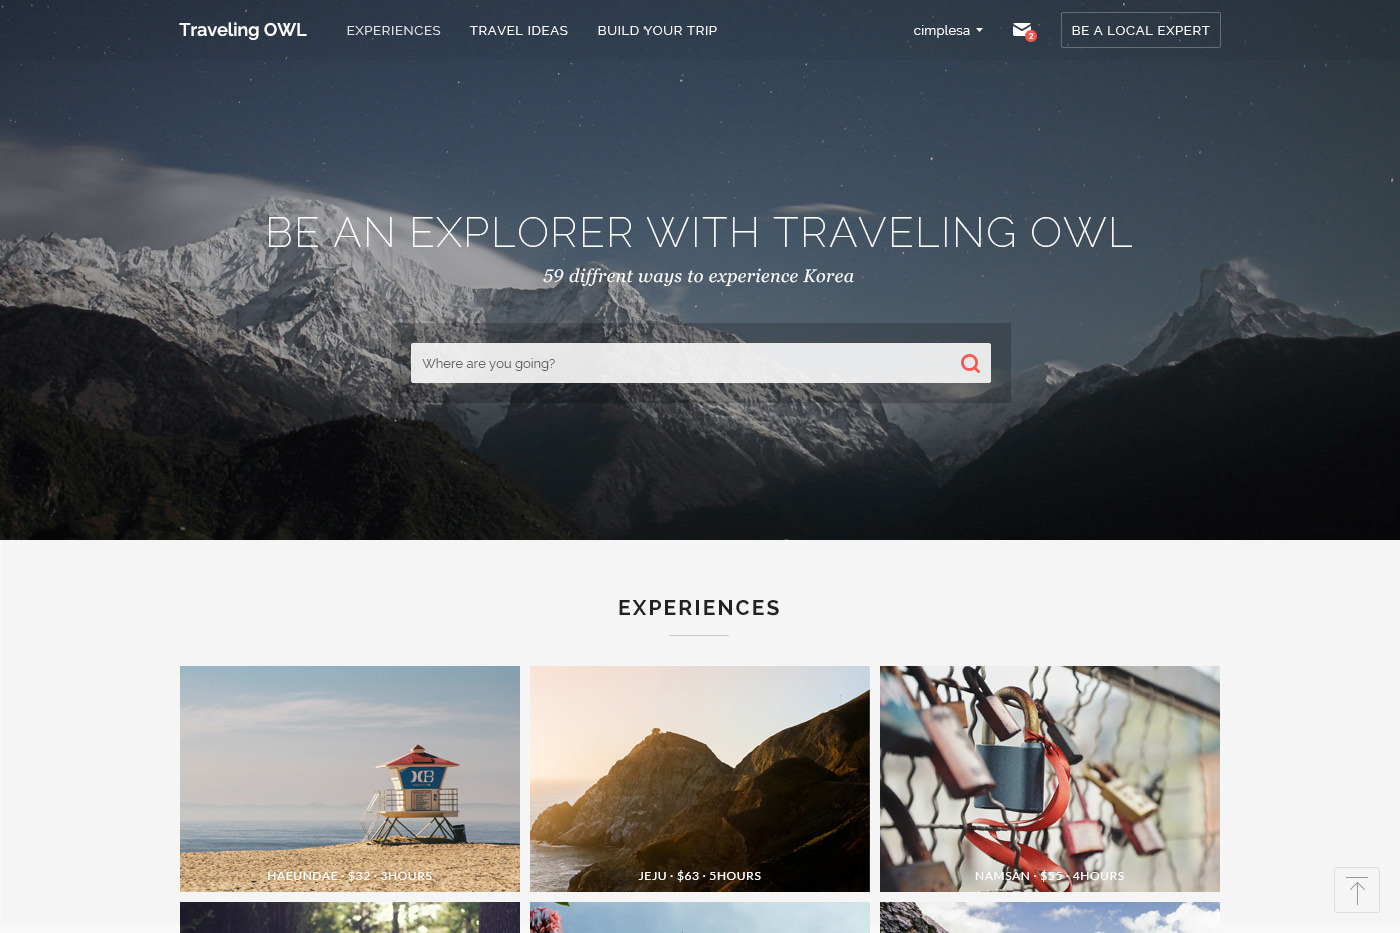 Traveling OWL EXPERIENCES TRAVEL IDEAS BUILD YOUR TRIP cimplesa 2 BE A LOCAL EXPERT
BE AN EXPLORER WITH TRAVELING OWL
59 diffrent ways to experience Korea
Where are you going?
EXPERIENCES
HAEUNDAE · $32 · 3HOURS
JEJU · $63 · 5HOURS
NAMSAN · $55 · 4HOURS